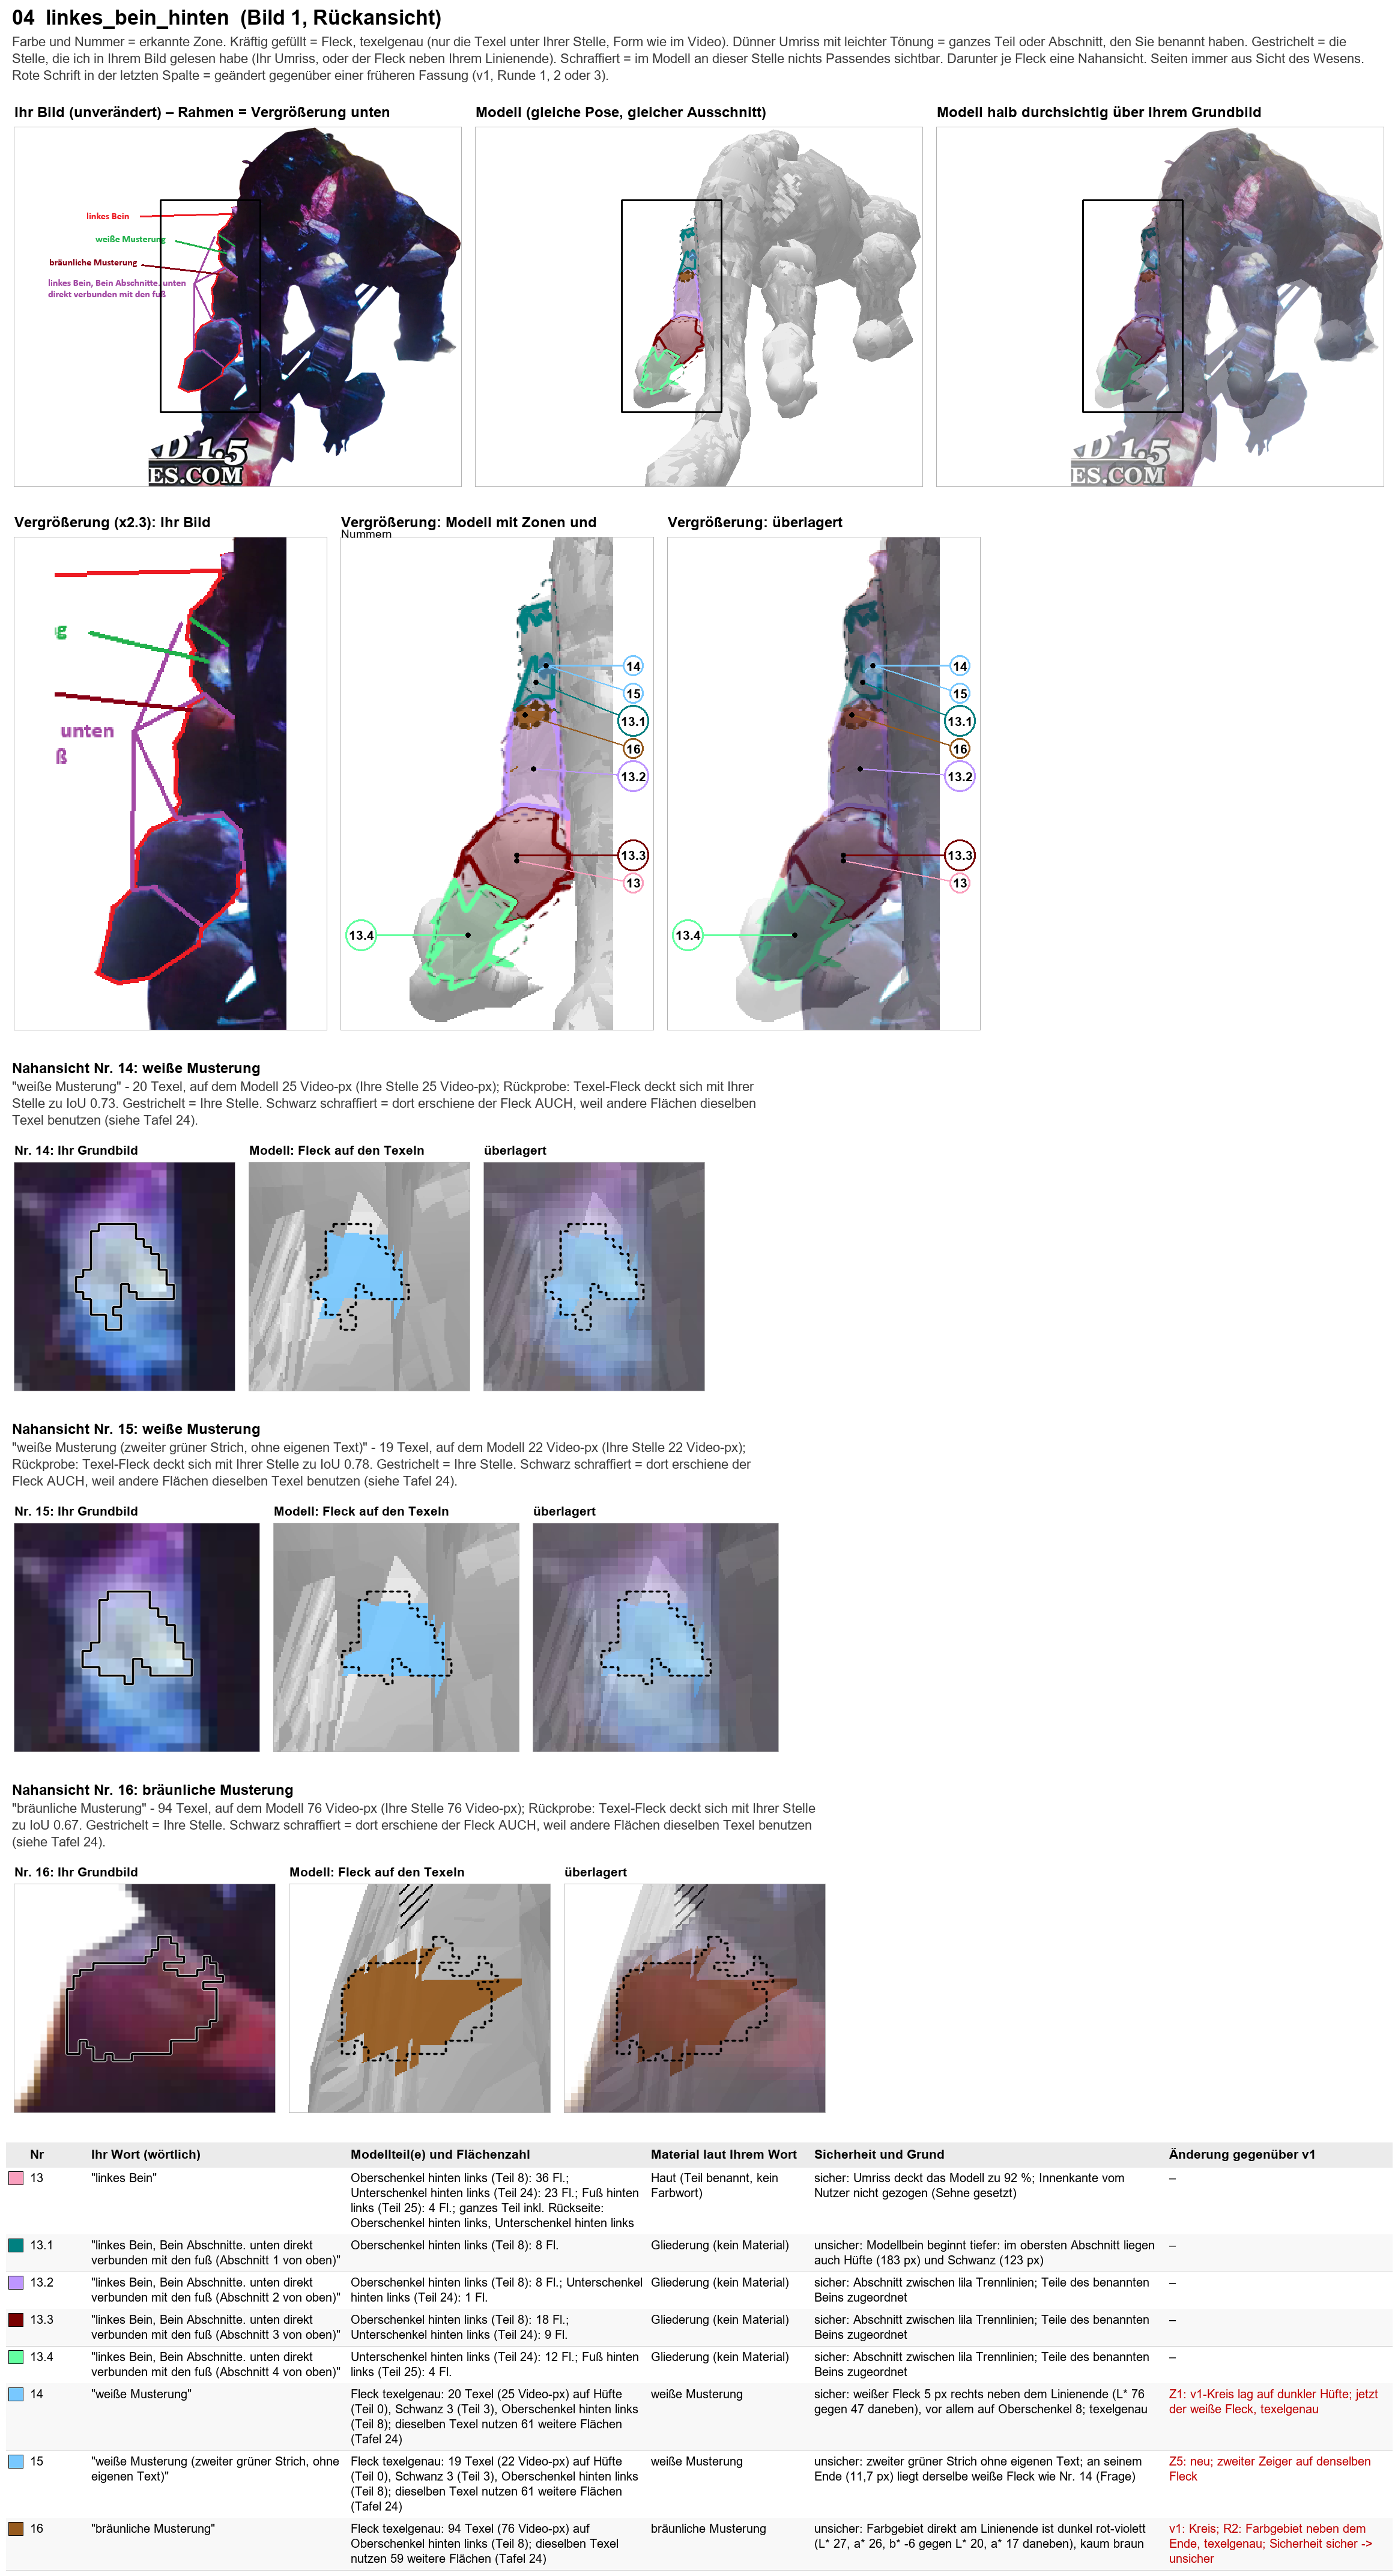 04 linkes_bein_hinten (Bild 1, Rückansicht)
Farbe und Nummer = erkannte Zone. Kräftig gefüllt = Fleck, texelgenau (nur die Texel unter Ihrer Stelle, Form wie im Video). Dünner Umriss mit leichter Tönung = ganzes Teil oder Abschnitt, den Sie benannt haben. Gestrichelt = die
Stelle, die ich in Ihrem Bild gelesen habe (Ihr Umriss, oder der Fleck neben Ihrem Linienende). Schraffiert = im Modell an dieser Stelle nichts Passendes sichtbar. Darunter je Fleck eine Nahansicht. Seiten immer aus Sicht des Wesens.
Rote Schrift in der letzten Spalte = geändert gegenüber einer früheren Fassung (v1, Runde 1, 2 oder 3).
Ihr Bild (unverändert) – Rahmen = Vergrößerung unten
Modell (gleiche Pose, gleicher Ausschnitt)
Modell halb durchsichtig über Ihrem Grundbild
linkes Bein
weiße Musterung
bräunliche Musterung
linkes Bein, Bein Abschnitte. unten
direkt verbunden mit den fuß
D 1.5
ES.COM
D 1.5
ES.COM
Vergrößerung (x2.3): Ihr Bild
Vergrößerung: Modell mit Zonen und
Nummern
Vergrößerung: überlagert
g
unten
ß
14
15
13.1
16
13.2
13.3
13
13.4
14
15
13.1
16
13.2
13.3
13
13.4
Nahansicht Nr. 14: weiße Musterung
"weiße Musterung" - 20 Texel, auf dem Modell 25 Video-px (Ihre Stelle 25 Video-px); Rückprobe: Texel-Fleck deckt sich mit Ihrer
Stelle zu IoU 0.73. Gestrichelt = Ihre Stelle. Schwarz schraffiert = dort erschiene der Fleck AUCH, weil andere Flächen dieselben
Texel benutzen (siehe Tafel 24).
Nr. 14: Ihr Grundbild
Modell: Fleck auf den Texeln
überlagert
Nahansicht Nr. 15: weiße Musterung
"weiße Musterung (zweiter grüner Strich, ohne eigenen Text)" - 19 Texel, auf dem Modell 22 Video-px (Ihre Stelle 22 Video-px);
Rückprobe: Texel-Fleck deckt sich mit Ihrer Stelle zu IoU 0.78. Gestrichelt = Ihre Stelle. Schwarz schraffiert = dort erschiene der
Fleck AUCH, weil andere Flächen dieselben Texel benutzen (siehe Tafel 24).
Nr. 15: Ihr Grundbild
Modell: Fleck auf den Texeln
überlagert
Nahansicht Nr. 16: bräunliche Musterung
"bräunliche Musterung" - 94 Texel, auf dem Modell 76 Video-px (Ihre Stelle 76 Video-px); Rückprobe: Texel-Fleck deckt sich mit Ihrer Stelle
zu IoU 0.67. Gestrichelt = Ihre Stelle. Schwarz schraffiert = dort erschiene der Fleck AUCH, weil andere Flächen dieselben Texel benutzen
(siehe Tafel 24).
Nr. 16: Ihr Grundbild
Modell: Fleck auf den Texeln
überlagert
Nr Ihr Wort (wörtlich) Modellteil(e) und Flächenzahl Material laut Ihrem Wort Sicherheit und Grund Änderung gegenüber v1
13 "linkes Bein" Oberschenkel hinten links (Teil 8): 36 Fl.; Haut (Teil benannt, kein sicher: Umriss deckt das Modell zu 92 %; Innenkante vom –
Unterschenkel hinten links (Teil 24): 23 Fl.; Fuß hinten Farbwort) Nutzer nicht gezogen (Sehne gesetzt)
links (Teil 25): 4 Fl.; ganzes Teil inkl. Rückseite:
Oberschenkel hinten links, Unterschenkel hinten links
13.1 "linkes Bein, Bein Abschnitte. unten direkt Oberschenkel hinten links (Teil 8): 8 Fl. Gliederung (kein Material) unsicher: Modellbein beginnt tiefer: im obersten Abschnitt liegen –
verbunden mit den fuß (Abschnitt 1 von oben)" auch Hüfte (183 px) und Schwanz (123 px)
13.2 "linkes Bein, Bein Abschnitte. unten direkt Oberschenkel hinten links (Teil 8): 8 Fl.; Unterschenkel Gliederung (kein Material) sicher: Abschnitt zwischen lila Trennlinien; Teile des benannten –
verbunden mit den fuß (Abschnitt 2 von oben)" hinten links (Teil 24): 1 Fl. Beins zugeordnet
13.3 "linkes Bein, Bein Abschnitte. unten direkt Oberschenkel hinten links (Teil 8): 18 Fl.; Gliederung (kein Material) sicher: Abschnitt zwischen lila Trennlinien; Teile des benannten –
verbunden mit den fuß (Abschnitt 3 von oben)" Unterschenkel hinten links (Teil 24): 9 Fl. Beins zugeordnet
13.4 "linkes Bein, Bein Abschnitte. unten direkt Unterschenkel hinten links (Teil 24): 12 Fl.; Fuß hinten Gliederung (kein Material) sicher: Abschnitt zwischen lila Trennlinien; Teile des benannten –
verbunden mit den fuß (Abschnitt 4 von oben)" links (Teil 25): 4 Fl. Beins zugeordnet
14 "weiße Musterung" Fleck texelgenau: 20 Texel (25 Video-px) auf Hüfte weiße Musterung sicher: weißer Fleck 5 px rechts neben dem Linienende (L* 76 Z1: v1-Kreis lag auf dunkler Hüfte; jetzt
(Teil 0), Schwanz 3 (Teil 3), Oberschenkel hinten links gegen 47 daneben), vor allem auf Oberschenkel 8; texelgenau der weiße Fleck, texelgenau
(Teil 8); dieselben Texel nutzen 61 weitere Flächen
(Tafel 24)
15 "weiße Musterung (zweiter grüner Strich, ohne Fleck texelgenau: 19 Texel (22 Video-px) auf Hüfte weiße Musterung unsicher: zweiter grüner Strich ohne eigenen Text; an seinem Z5: neu; zweiter Zeiger auf denselben
eigenen Text)" (Teil 0), Schwanz 3 (Teil 3), Oberschenkel hinten links Ende (11,7 px) liegt derselbe weiße Fleck wie Nr. 14 (Frage) Fleck
(Teil 8); dieselben Texel nutzen 61 weitere Flächen
(Tafel 24)
16 "bräunliche Musterung" Fleck texelgenau: 94 Texel (76 Video-px) auf bräunliche Musterung unsicher: Farbgebiet direkt am Linienende ist dunkel rot-violett v1: Kreis; R2: Farbgebiet neben dem
Oberschenkel hinten links (Teil 8); dieselben Texel (L* 27, a* 26, b* -6 gegen L* 20, a* 17 daneben), kaum braun Ende, texelgenau; Sicherheit sicher ->
nutzen 59 weitere Flächen (Tafel 24) unsicher